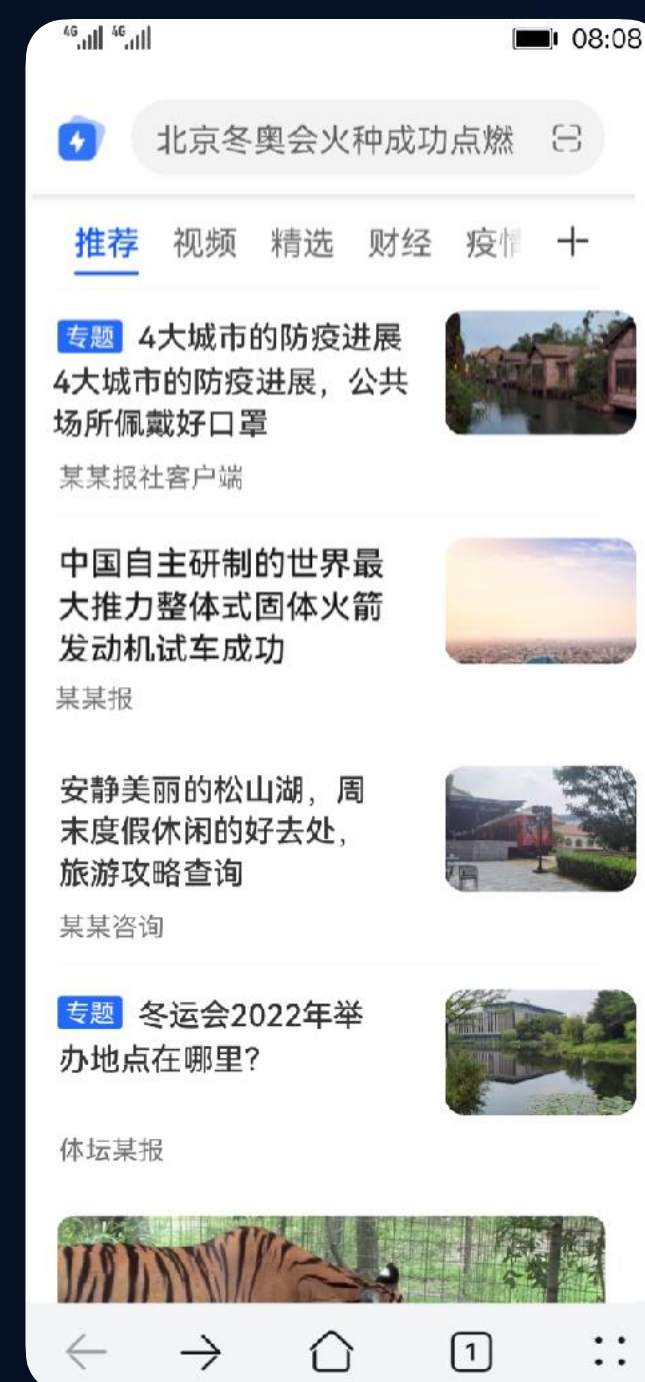 4G 4G 08:08
北京冬奥会火种成功点燃
推荐 视频 精选 财经 疫情
专题 4大城市的防疫进展
4大城市的防疫进展，公共
场所佩戴好口罩
某某报社客户端
中国自主研制的世界最
大推力整体式固体火箭
发动机试车成功
某某报
安静美丽的松山湖，周
末度假休闲的好去处，
旅游攻略查询
某某咨询
专题 冬运会2022年举
办地点在哪里？
体坛某报
1